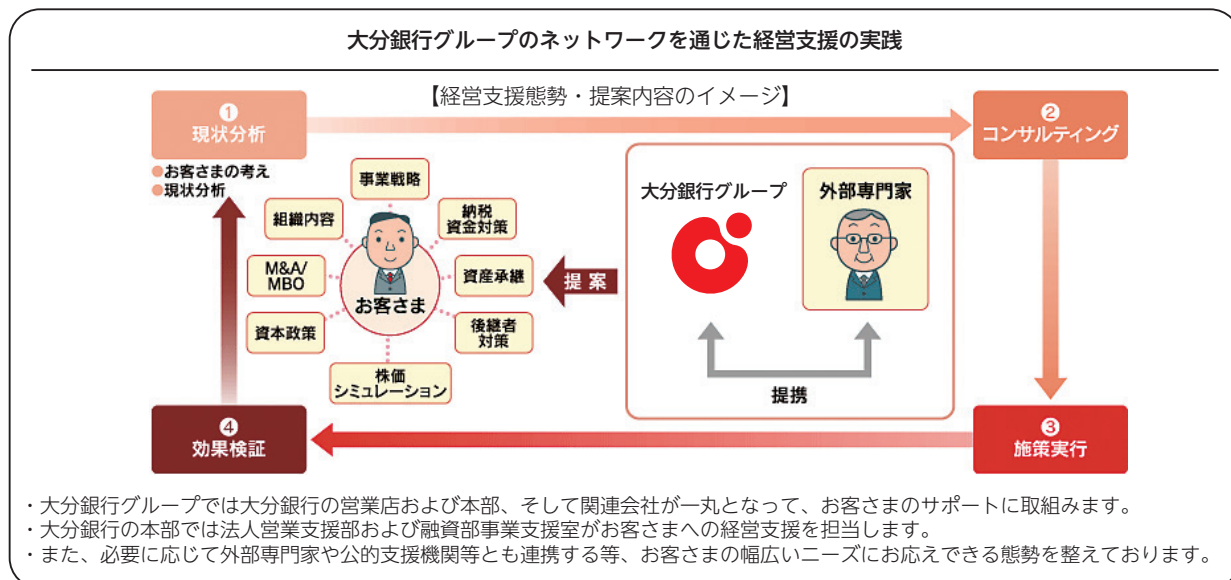 大分銀行グループのネットワークを通じた経営支援の実践
【経営支援態勢・提案内容のイメージ】
❶
現状分析
❷
コンサルティング
●お客さまの考え
●現状分析
事業戦略
組織内容
納税
資金対策
M&A/
MBO
資産承継
お客さま
資本政策
後継者
対策
株価
シミュレーション
提案
大分銀行グループ
外部専門家
提携
❹
効果検証
❸
施策実行
・大分銀行グループでは大分銀行の営業店および本部、そして関連会社が一丸となって、お客さまのサポートに取組みます。
・大分銀行の本部では法人営業支援部および融資部事業支援室がお客さまへの経営支援を担当します。
・また、必要に応じて外部専門家や公的支援機関等とも連携する等、お客さまの幅広いニーズにお応えできる態勢を整えております。